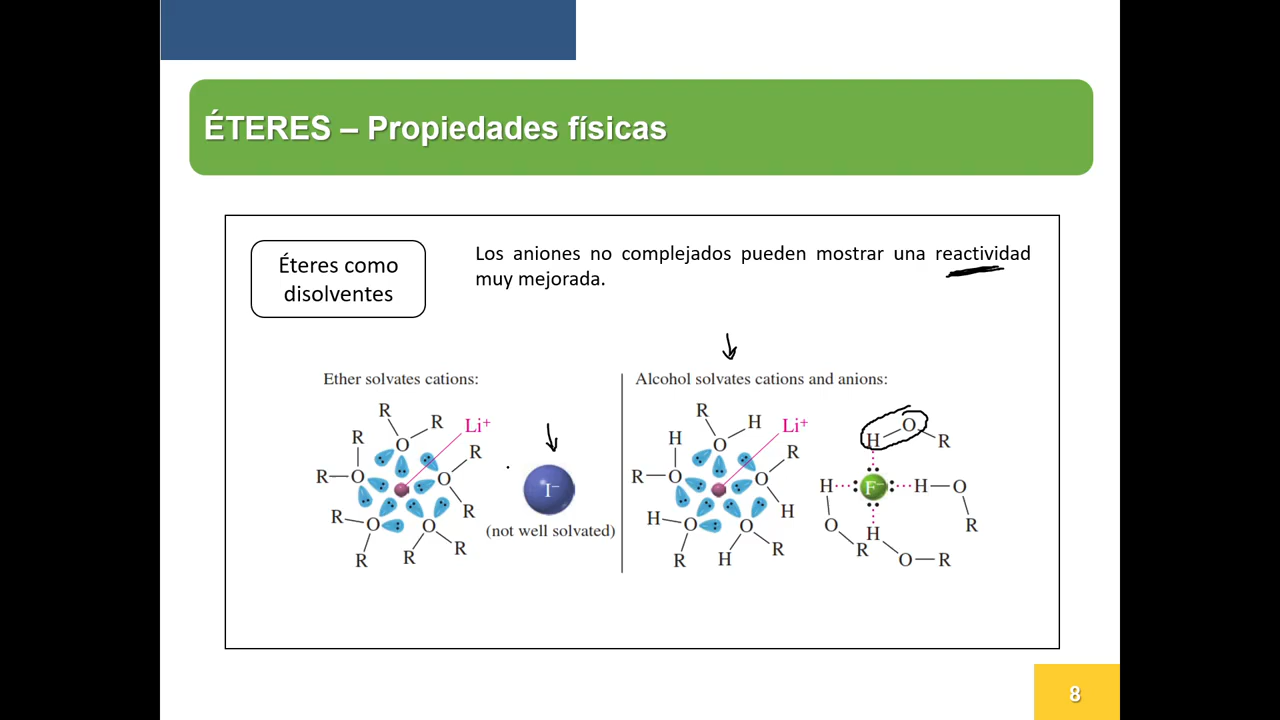 ÉTERES – Propiedades físicas
Éteres como
disolventes
Los aniones no complejados pueden mostrar una reactividad
muy mejorada.
Ether solvates cations:
R
R
Li⁺
R
O
R
R
O
O
I⁻
R
R
O
O
(not well solvated)
R
R
R
Alcohol solvates cations and anions:
R
H
Li⁺
H
O
R
R
O
O
H
H
O
O
R
R
H
O
H
R
H
F⁻
H
O
O
H
R
R
O
R
8